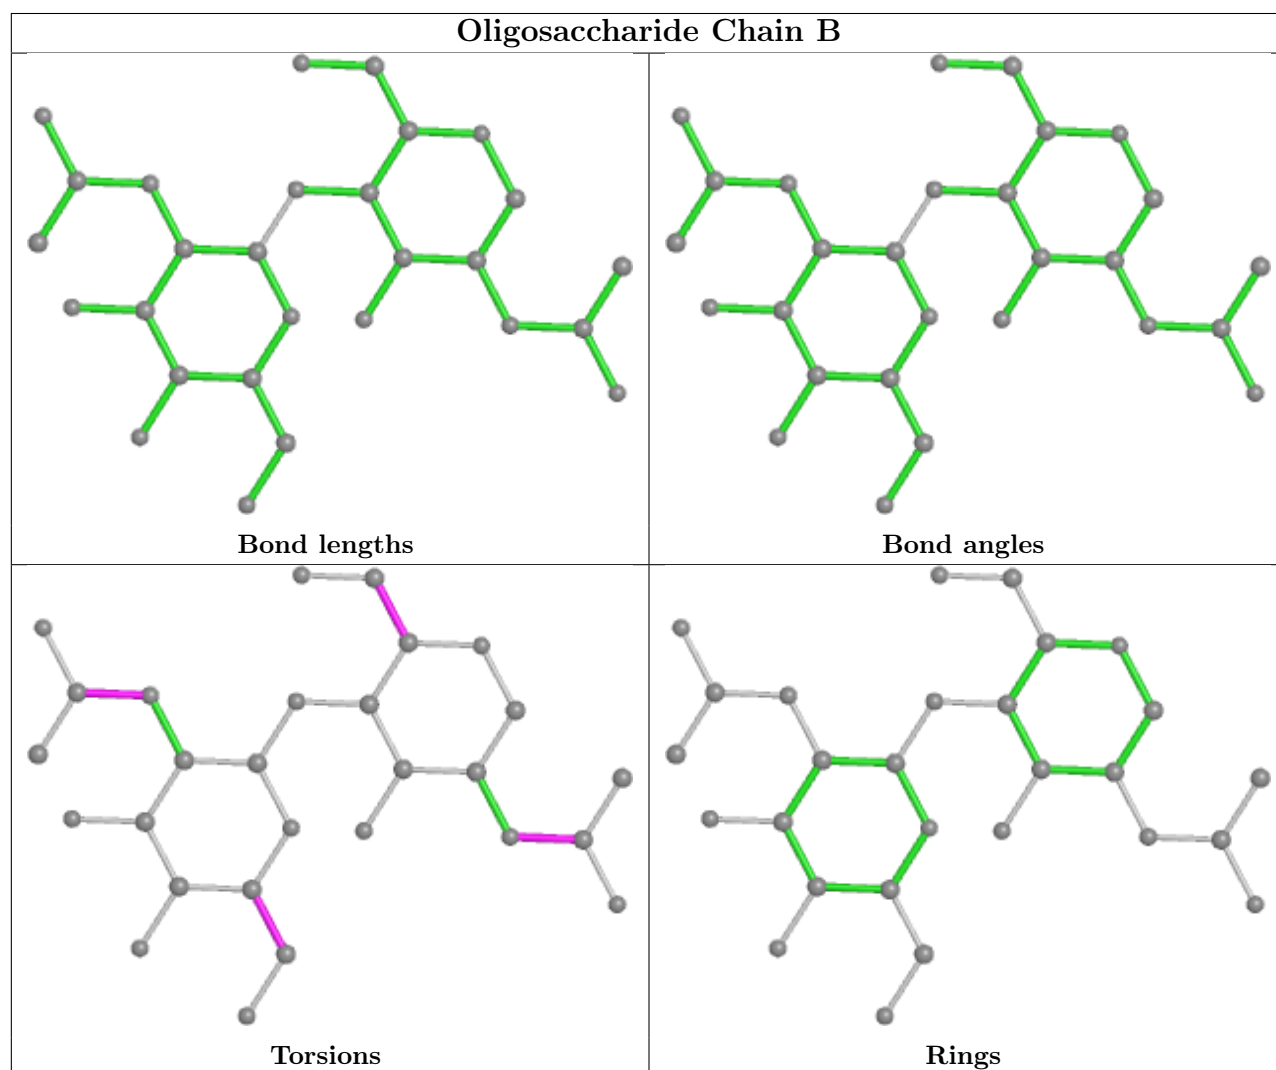 Oligosaccharide Chain B
Bond lengths
Bond angles
Torsions
Rings